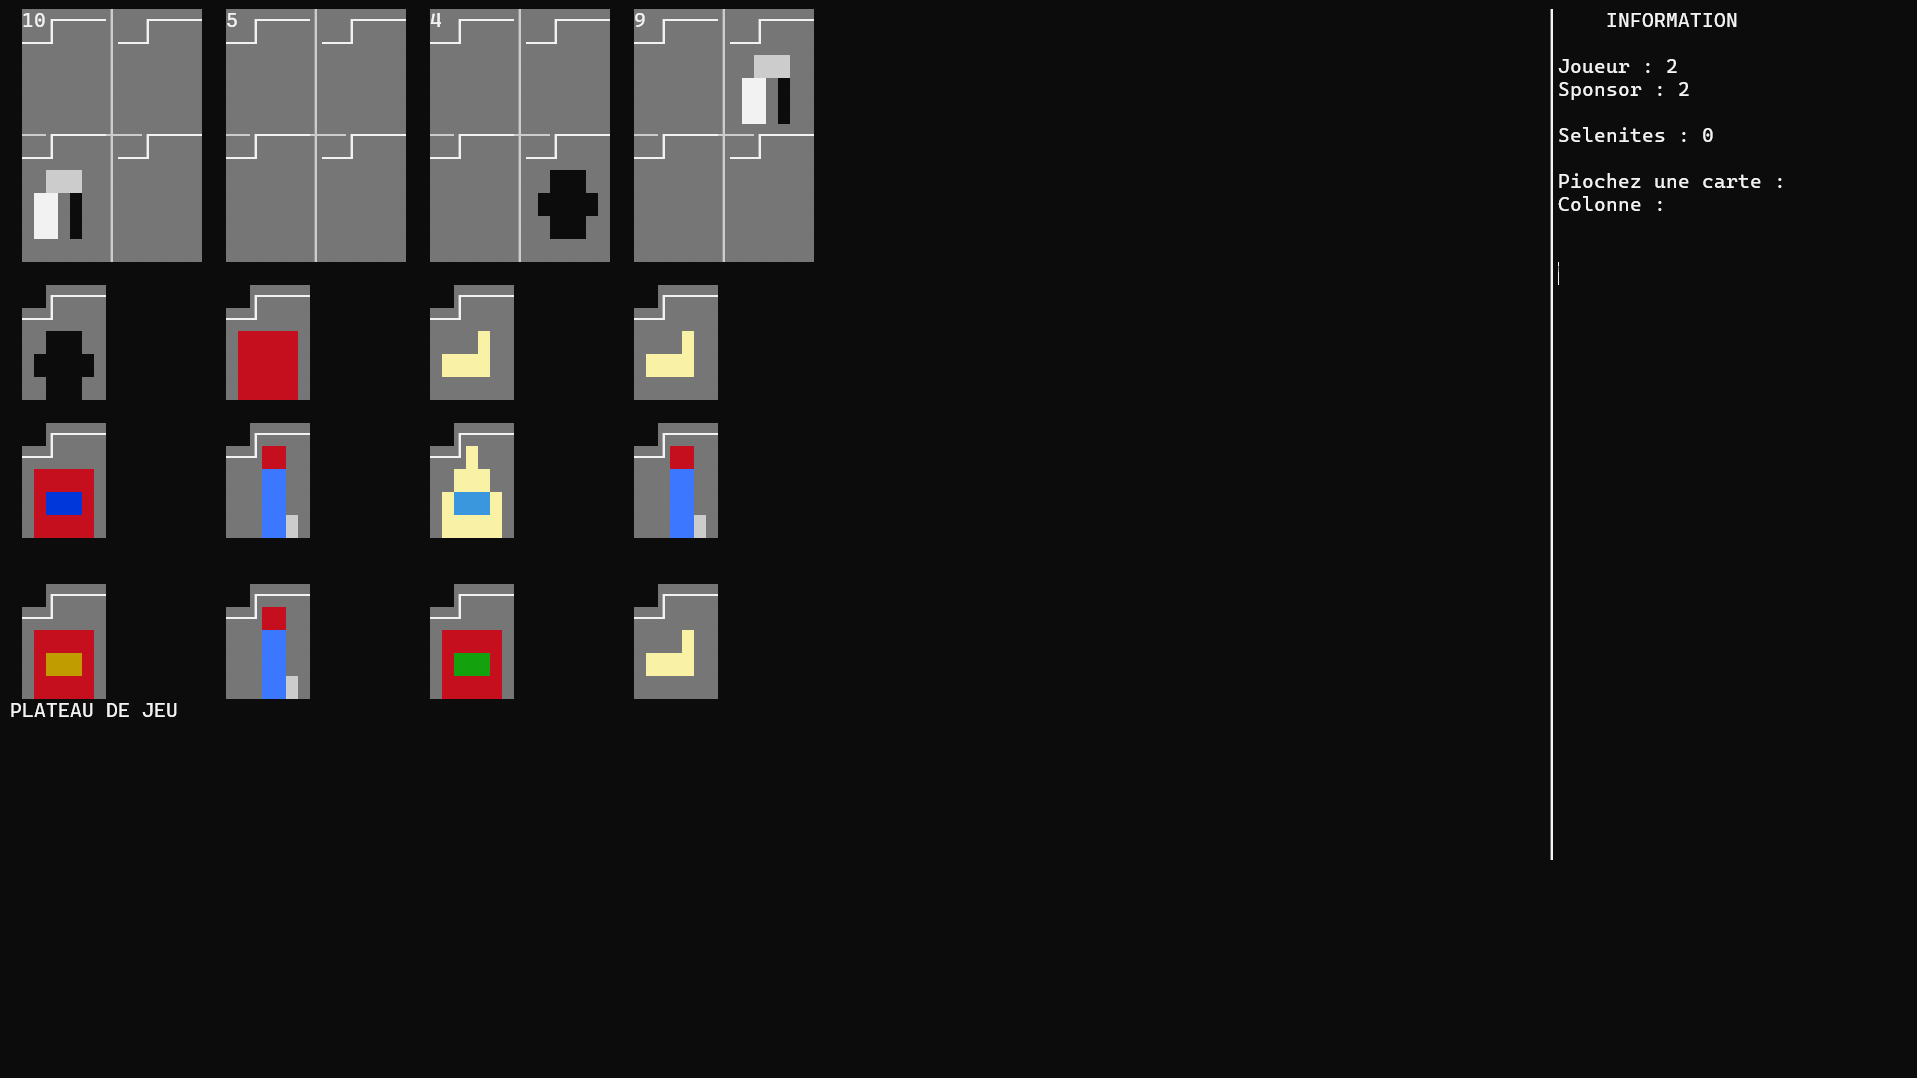 10 5 4 9
INFORMATION
Joueur : 2
Sponsor : 2
Selenites : 0
Piochez une carte :
Colonne :
PLATEAU DE JEU